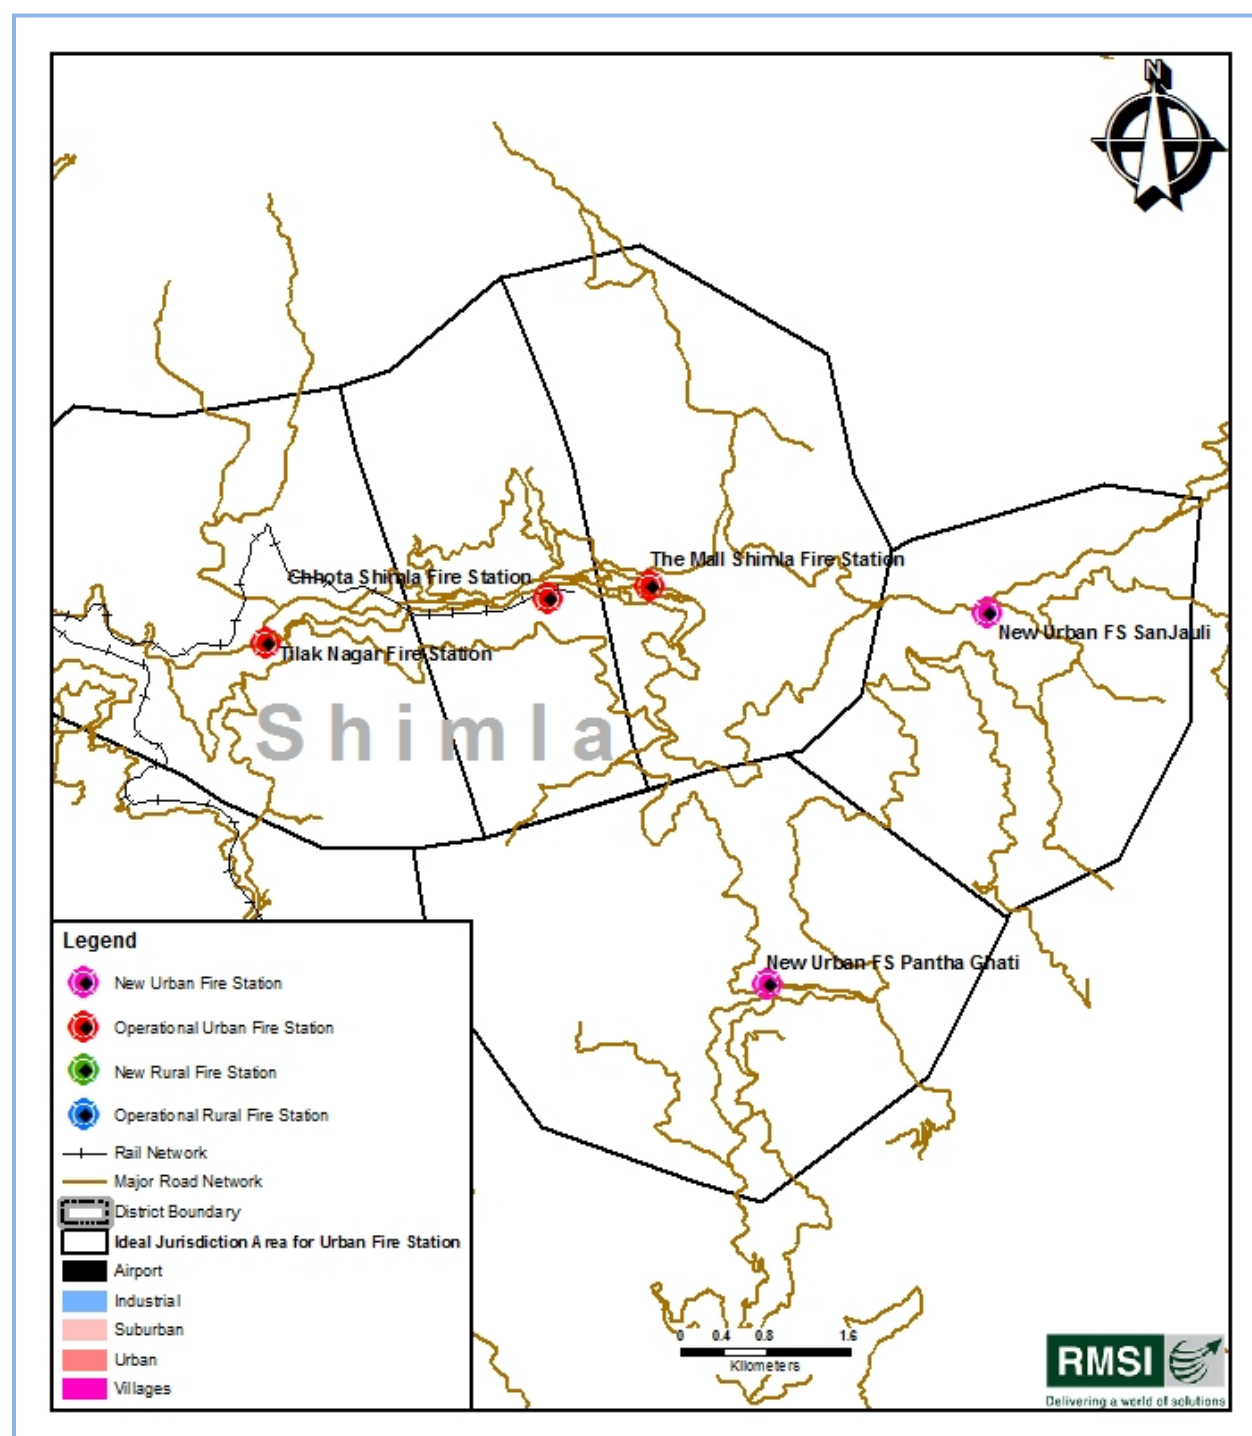 N
The Mall Shimla Fire Station
Chhota Shimla Fire Station
New Urban FS SanJauli
Tilak Nagar Fire Station
Shimla
New Urban FS Pantha Ghati
Legend
New Urban Fire Station
Operational Urban Fire Station
New Rural Fire Station
Operational Rural Fire Station
Rail Network
Major Road Network
District Boundary
Ideal Jurisdiction Area for Urban Fire Station
Airport
Industrial
Suburban
Urban
Villages
0 0.4 0.8 1.6
Kilometers
RMSI
Delivering a world of solutions